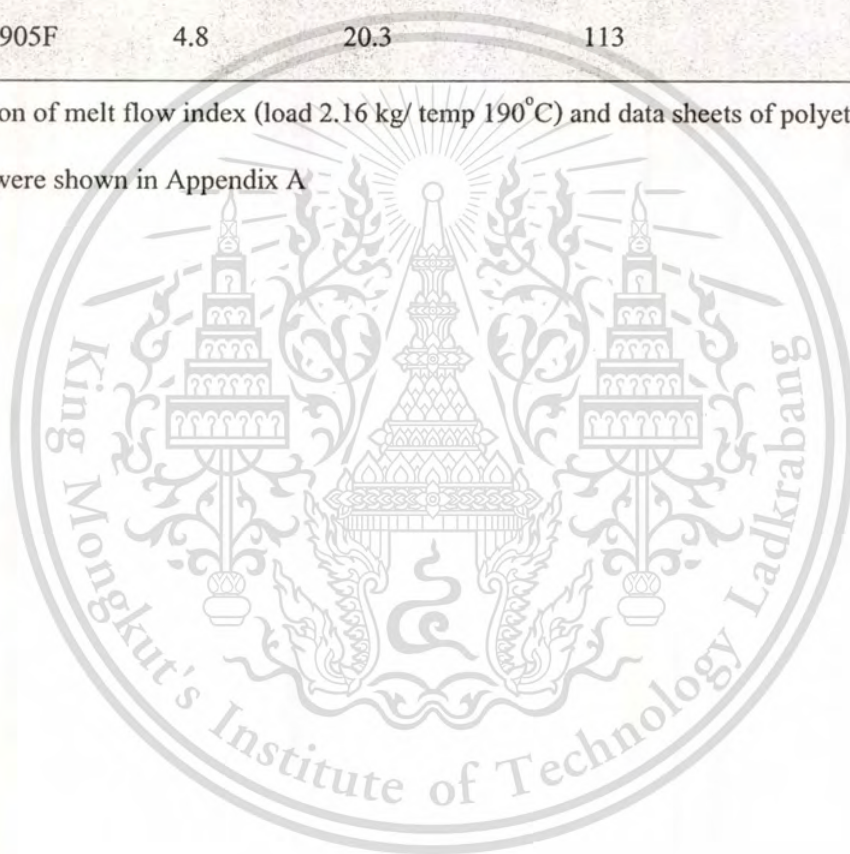 905F 4.8 20.3 113
on of melt flow index (load 2.16 kg/ temp 190°C) and data sheets of polyet
were shown in Appendix A
King Mongkut's Institute of Technology Ladkrabang